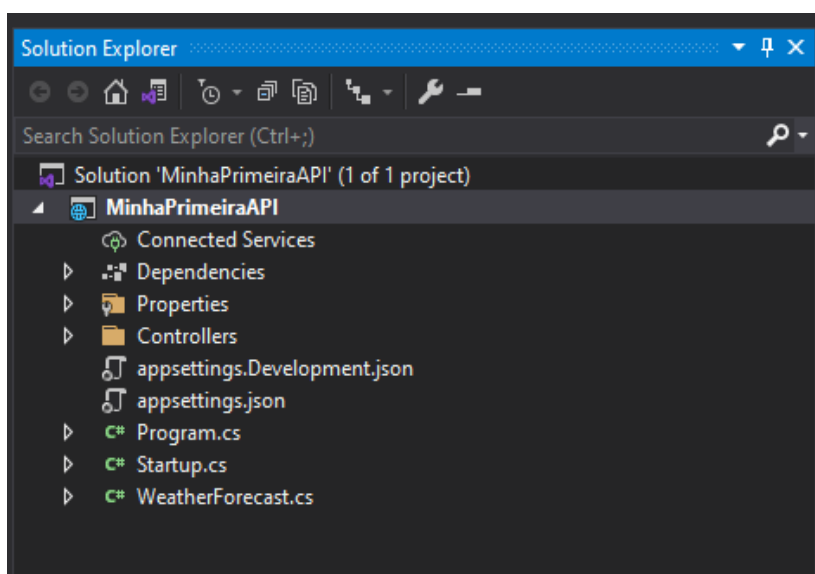 Solution Explorer
Search Solution Explorer (Ctrl+;)
Solution 'MinhaPrimeiraAPI' (1 of 1 project)
MinhaPrimeiraAPI
Connected Services
Dependencies
Properties
Controllers
appsettings.Development.json
appsettings.json
C# Program.cs
C# Startup.cs
C# WeatherForecast.cs